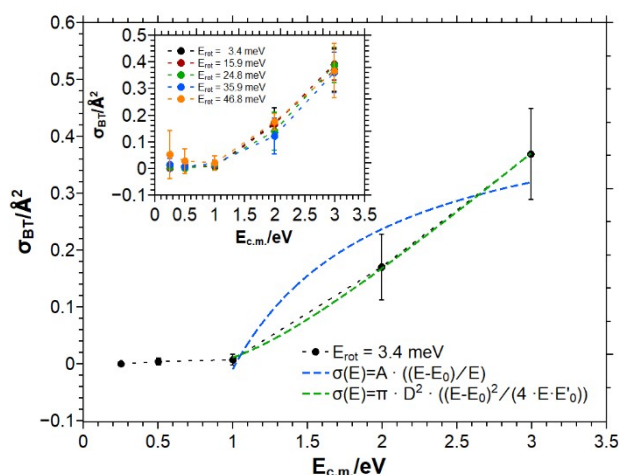 0.6
0.5
0.4
0.3
0.2
0.1
0
−0.1
σBT/Å²
0.5
0.4
0.3
0.2
0.1
0
−0.1
σBT/Å²
Erot = 3.4 meV
Erot = 15.9 meV
Erot = 24.8 meV
Erot = 35.9 meV
Erot = 46.8 meV
0 0.5 1 1.5 2 2.5 3 3.5
Ec.m./eV
Erot = 3.4 meV
σ(E)=A · ((E-E0)/E)
σ(E)=π · D² · ((E-E0)²/(4 ·E·E'0))
0 0.5 1 1.5 2 2.5 3 3.5
Ec.m./eV